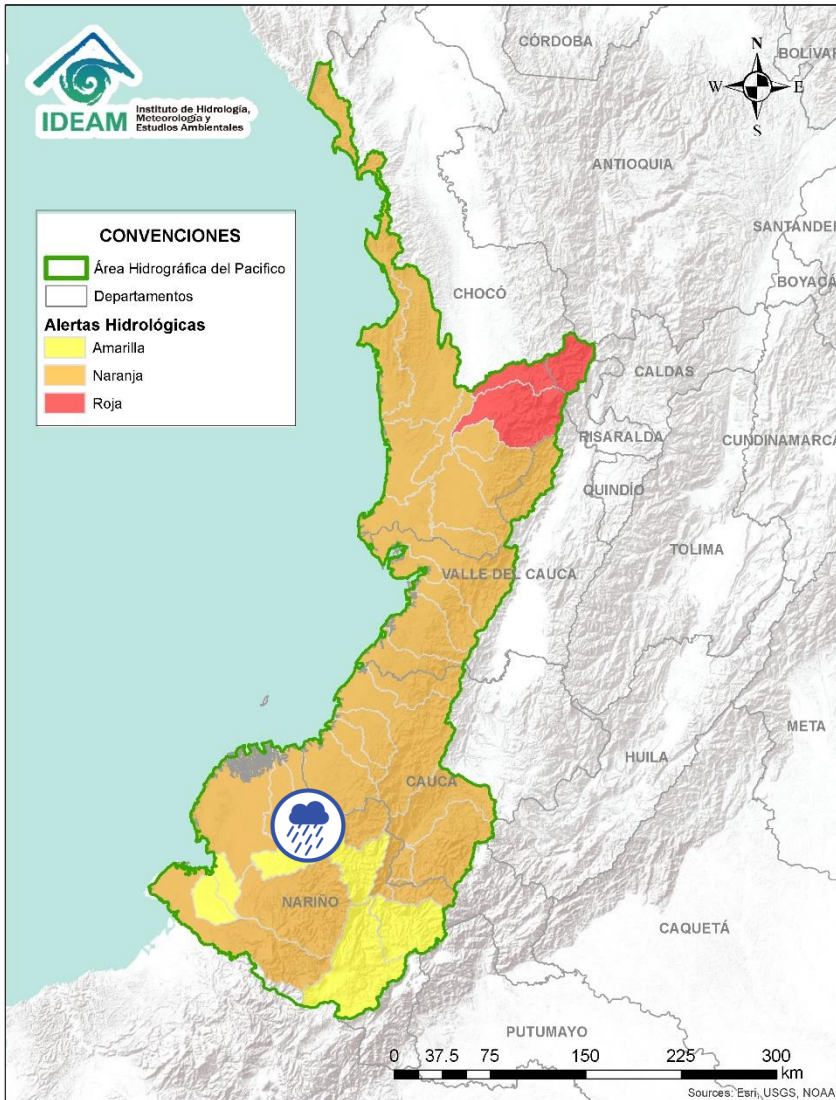 IDEAM
Instituto de Hidrología,
Meteorología y
Estudios Ambientales
CÓRDOBA
BOLÍVAR
N
W
E
S
ANTIOQUIA
SANTANDER
BOYACÁ
CONVENCIONES
Área Hidrográfica del Pacifico
Departamentos
Alertas Hidrológicas
Amarilla
Naranja
Roja
CHOCÓ
CALDAS
RISARALDA
CUNDINAMARCA
QUINDÍO
TOLIMA
VALLE DEL CAUCA
META
HUILA
CAUCA
NARIÑO
CAQUETÁ
PUTUMAYO
0 37.5 75 150 225 300
km
Sources: Esri, USGS, NOAA